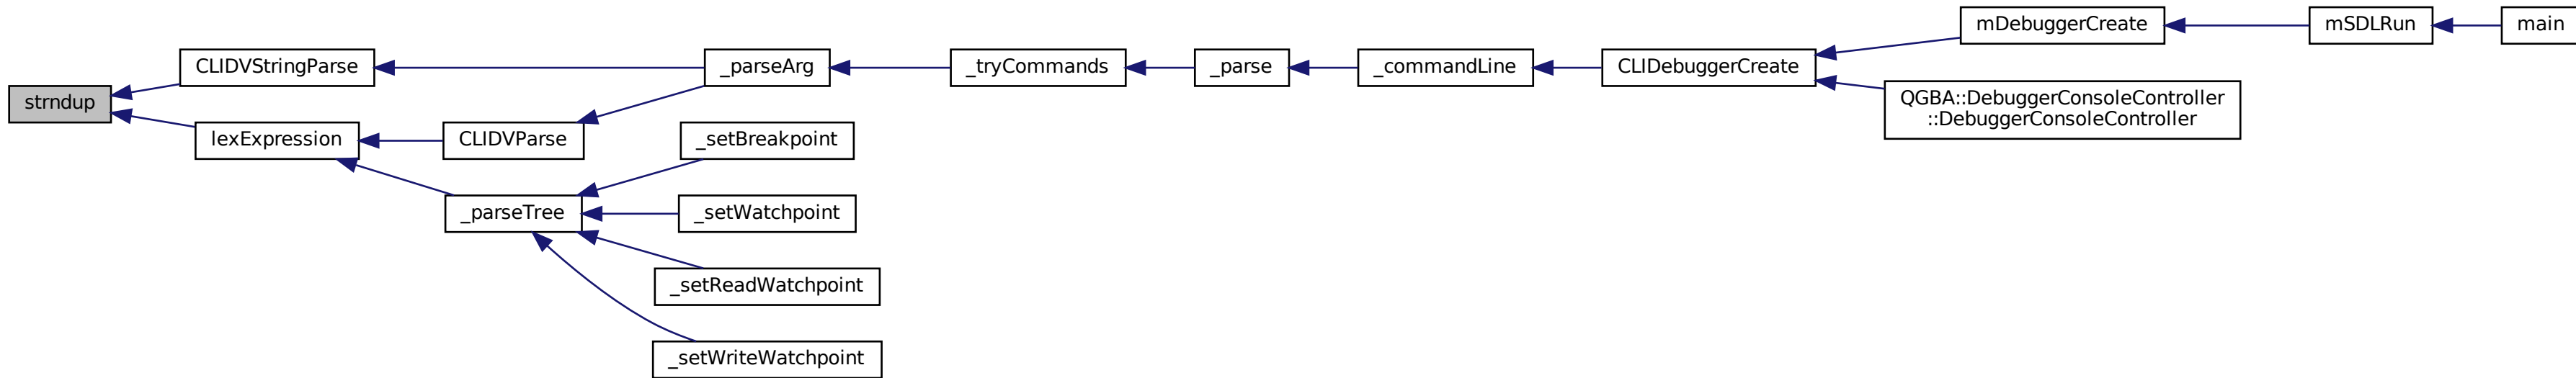 strndup
CLIDVStringParse
lexExpression
CLIDVParse
_parseTree
_parseArg
_setBreakpoint
_setWatchpoint
_setReadWatchpoint
_setWriteWatchpoint
_tryCommands
_parse
_commandLine
CLIDebuggerCreate
mDebuggerCreate
QGBA::DebuggerConsoleController
::DebuggerConsoleController
mSDLRun
main